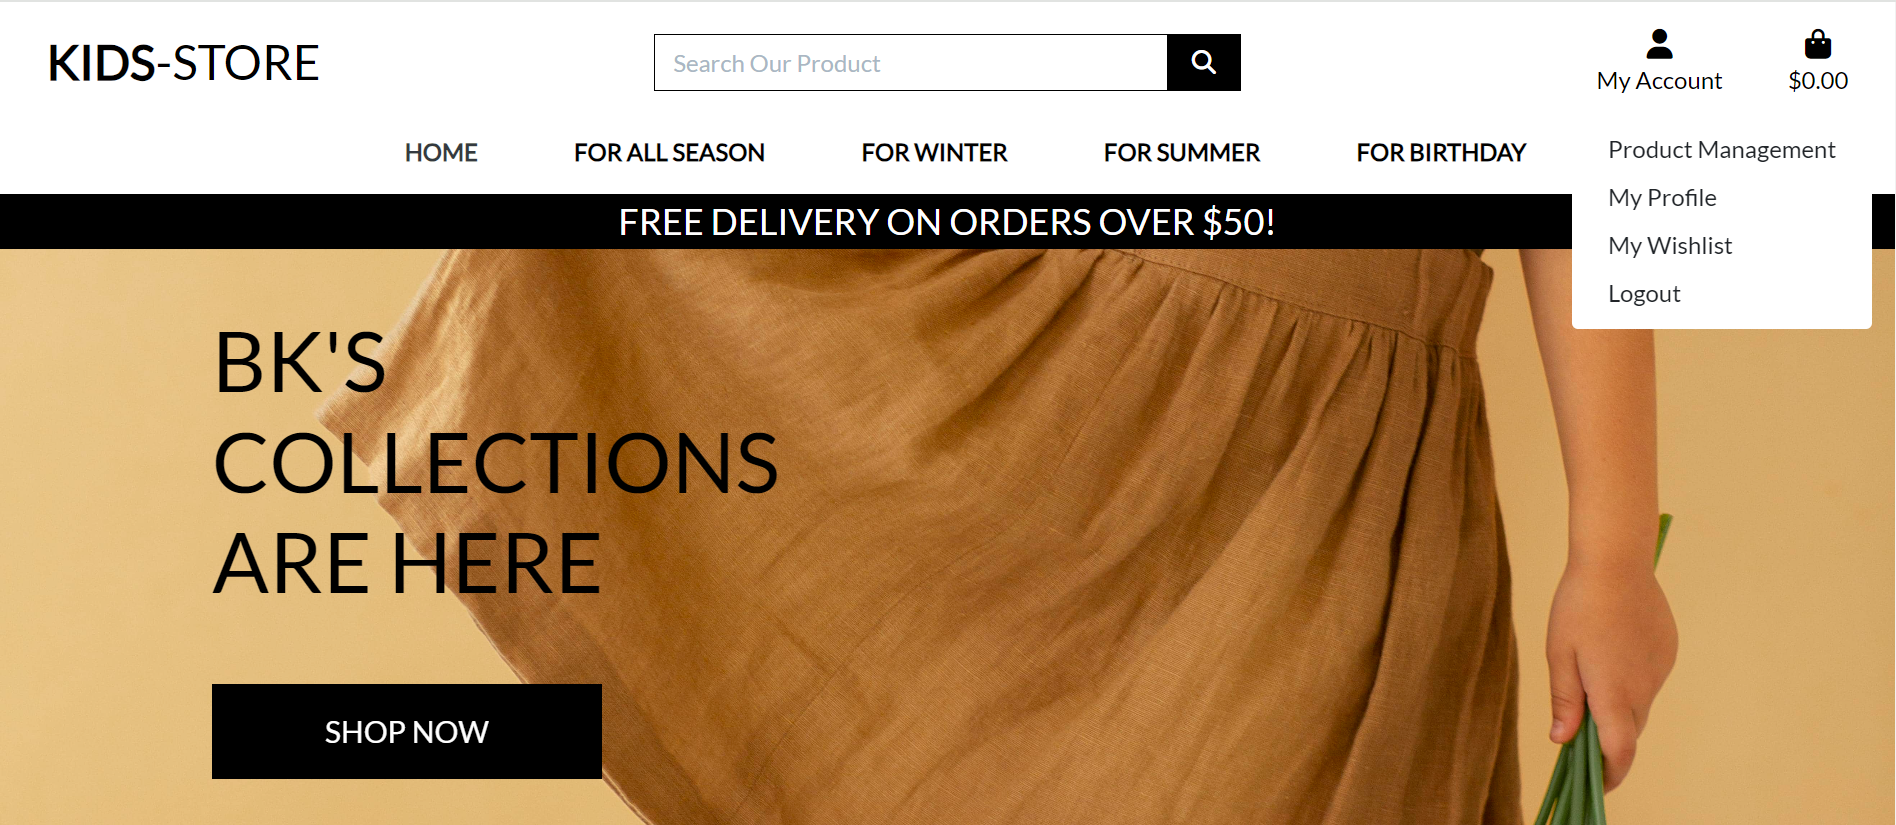 KIDS-STORE
Search Our Product
My Account
$0.00
HOME
FOR ALL SEASON
FOR WINTER
FOR SUMMER
FOR BIRTHDAY
Product Management
My Profile
My Wishlist
Logout
FREE DELIVERY ON ORDERS OVER $50!
BK'S
COLLECTIONS
ARE HERE
SHOP NOW